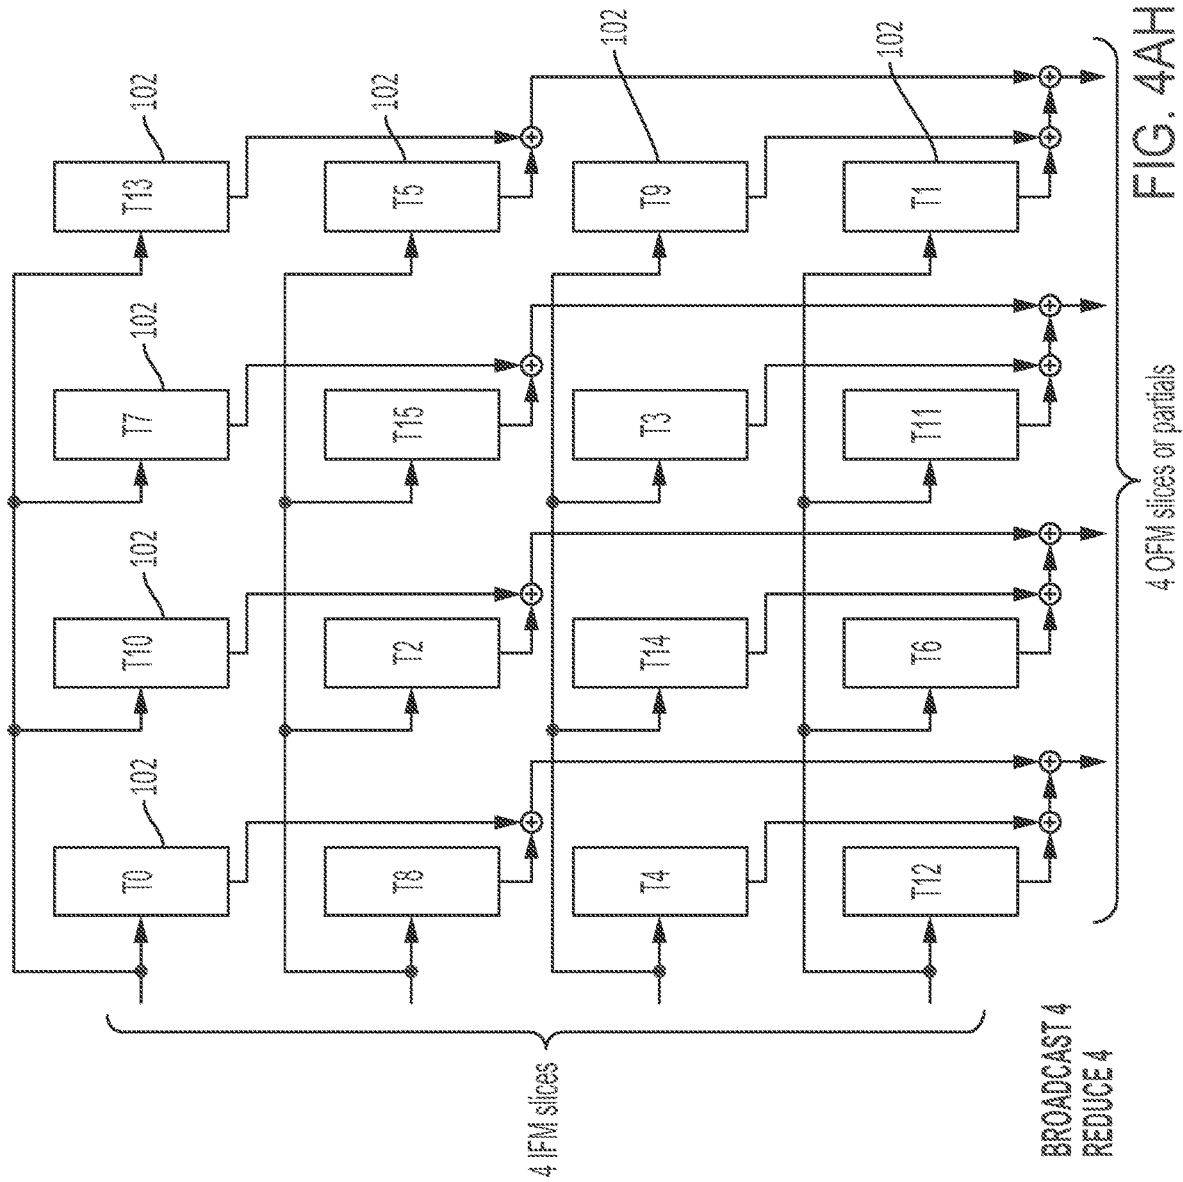 T0 102 T10 102 T7 102 T13 102
T8 T2 T15 T5 102
4 IFM slices
T4 T14 T3 T9 102
T12 T6 T11 T1 102
BROADCAST 4
REDUCE 4
4 OFM slices or partials
FIG. 4AH